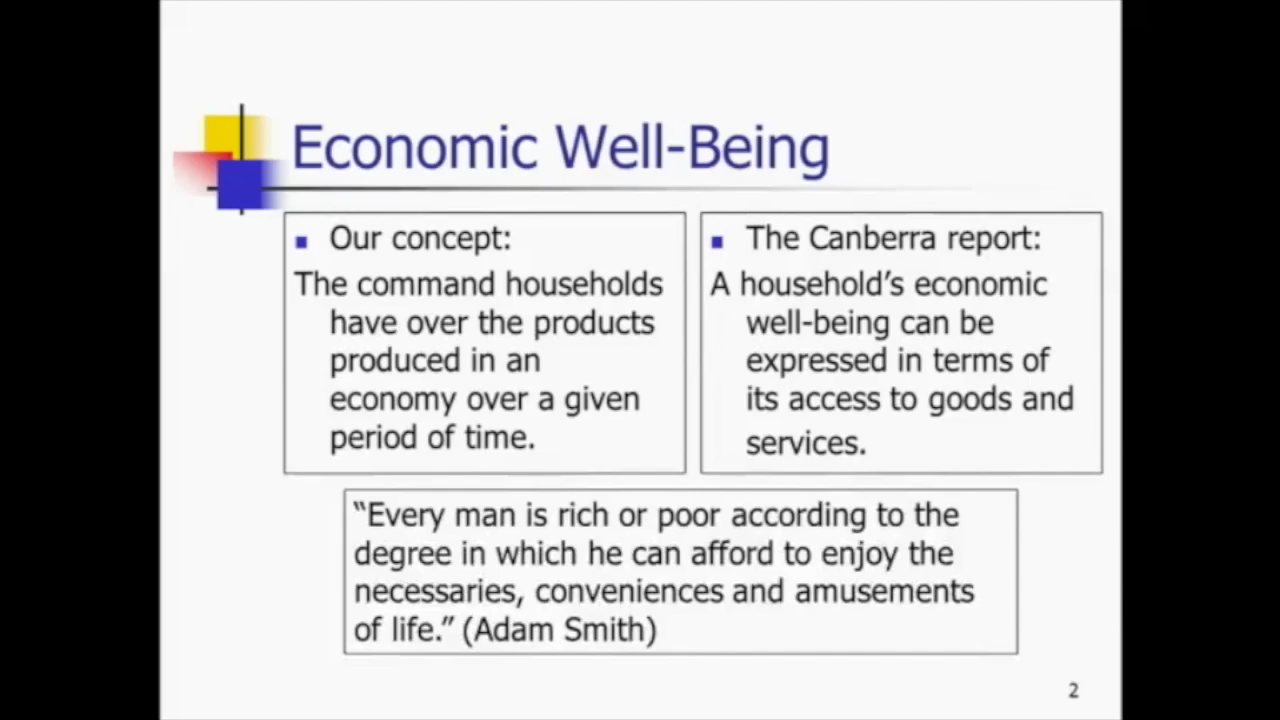 Economic Well-Being
Our concept:
The command households
have over the products
produced in an
economy over a given
period of time.
The Canberra report:
A household’s economic
well-being can be
expressed in terms of
its access to goods and
services.
“Every man is rich or poor according to the
degree in which he can afford to enjoy the
necessaries, conveniences and amusements
of life.” (Adam Smith)
2